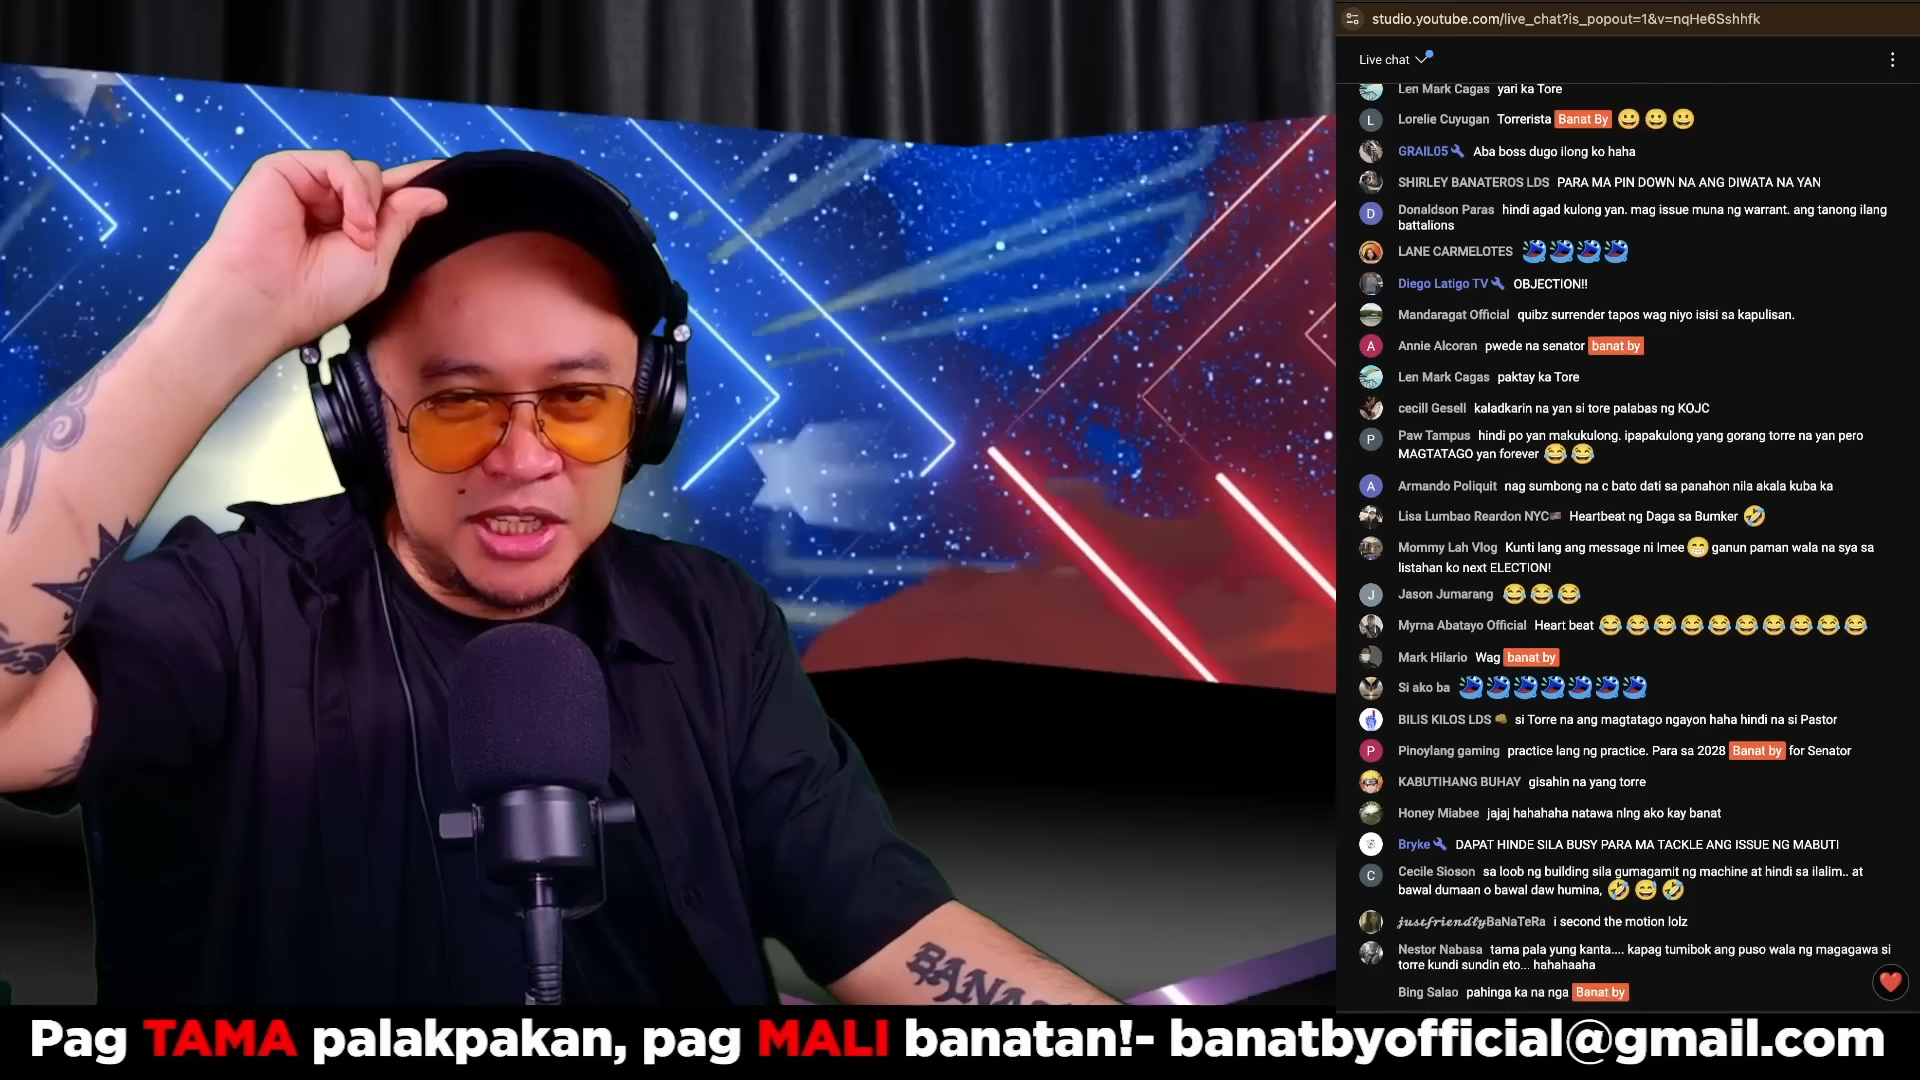 studio.youtube.com/live_chat?is_popout=1&v=nqHe6Sshhfk
Live chat
Len Mark Cagas yari ka Tore
L Lorelie Cuyugan Torrerista Banat By 😀 😀 😀
GRAIL05 Aba boss dugo ilong ko haha
SHIRLEY BANATEROS LDS PARA MA PIN DOWN NA ANG DIWATA NA YAN
D Donaldson Paras hindi agad kulong yan. mag issue muna ng warrant. ang tanong ilang
battalions
LANE CARMELOTES
Diego Latigo TV OBJECTION!!
Mandaragat Official quibz surrender tapos wag niyo isisi sa kapulisan.
A Annie Alcoran pwede na senator banat by
Len Mark Cagas paktay ka Tore
cecill Gesell kaladkarin na yan si tore palabas ng KOJC
P Paw Tampus hindi po yan makukulong. ipapakulong yang gorang torre na yan pero
MAGTATAGO yan forever 😂 😂
A Armando Poliquit nag sumbong na c bato dati sa panahon nila akala kuba ka
Lisa Lumbao Reardon NYC🇺🇸 Heartbeat ng Daga sa Bumker 🤣
Mommy Lah Vlog Kunti lang ang message ni Imee 😁 ganun paman wala na sya sa
listahan ko next ELECTION!
J Jason Jumarang 😂 😂 😂
Myrna Abatayo Official Heart beat 😂 😂 😂 😂 😂 😂 😂 😂 😂 😂
Mark Hilario Wag banat by
Si ako ba
BILIS KILOS LDS 👊 si Torre na ang magtatago ngayon haha hindi na si Pastor
P Pinoylang gaming practice lang ng practice. Para sa 2028 Banat by for Senator
KABUTIHANG BUHAY gisahin na yang torre
Honey Miabee jajaj hahahaha natawa nlng ako kay banat
Bryke DAPAT HINDE SILA BUSY PARA MA TACKLE ANG ISSUE NG MABUTI
C Cecile Sioson sa loob ng building sila gumagamit ng machine at hindi sa ilalim.. at
bawal dumaan o bawal daw humina, 🤣 😅 🤣
𝓳𝓾𝓼𝓽𝓯𝓻𝓲𝓮𝓷𝓭𝓵𝔂BaNaTeRa i second the motion lolz
Nestor Nabasa tama pala yung kanta.... kapag tumibok ang puso wala ng magagawa si
torre kundi sundin eto... hahahaaha
Bing Salao pahinga ka na nga Banat by
Pag TAMA palakpakan, pag MALI banatan!- banatbyofficial@gmail.com